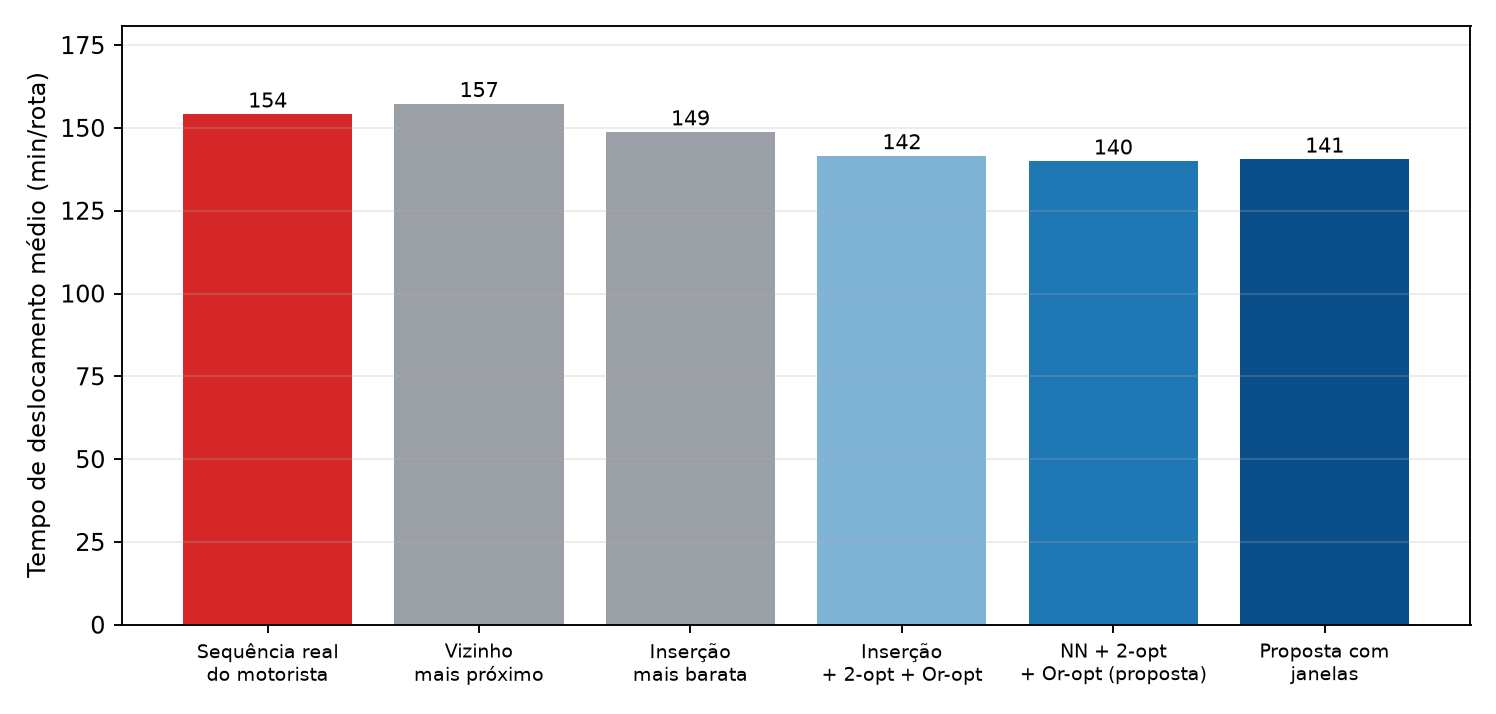 Tempo de deslocamento médio (min/rota)
175
150
125
100
75
50
25
0
154
157
149
142
140
141
Sequência real
do motorista
Vizinho
mais próximo
Inserção
mais barata
Inserção
+ 2-opt + Or-opt
NN + 2-opt
+ Or-opt (proposta)
Proposta com
janelas